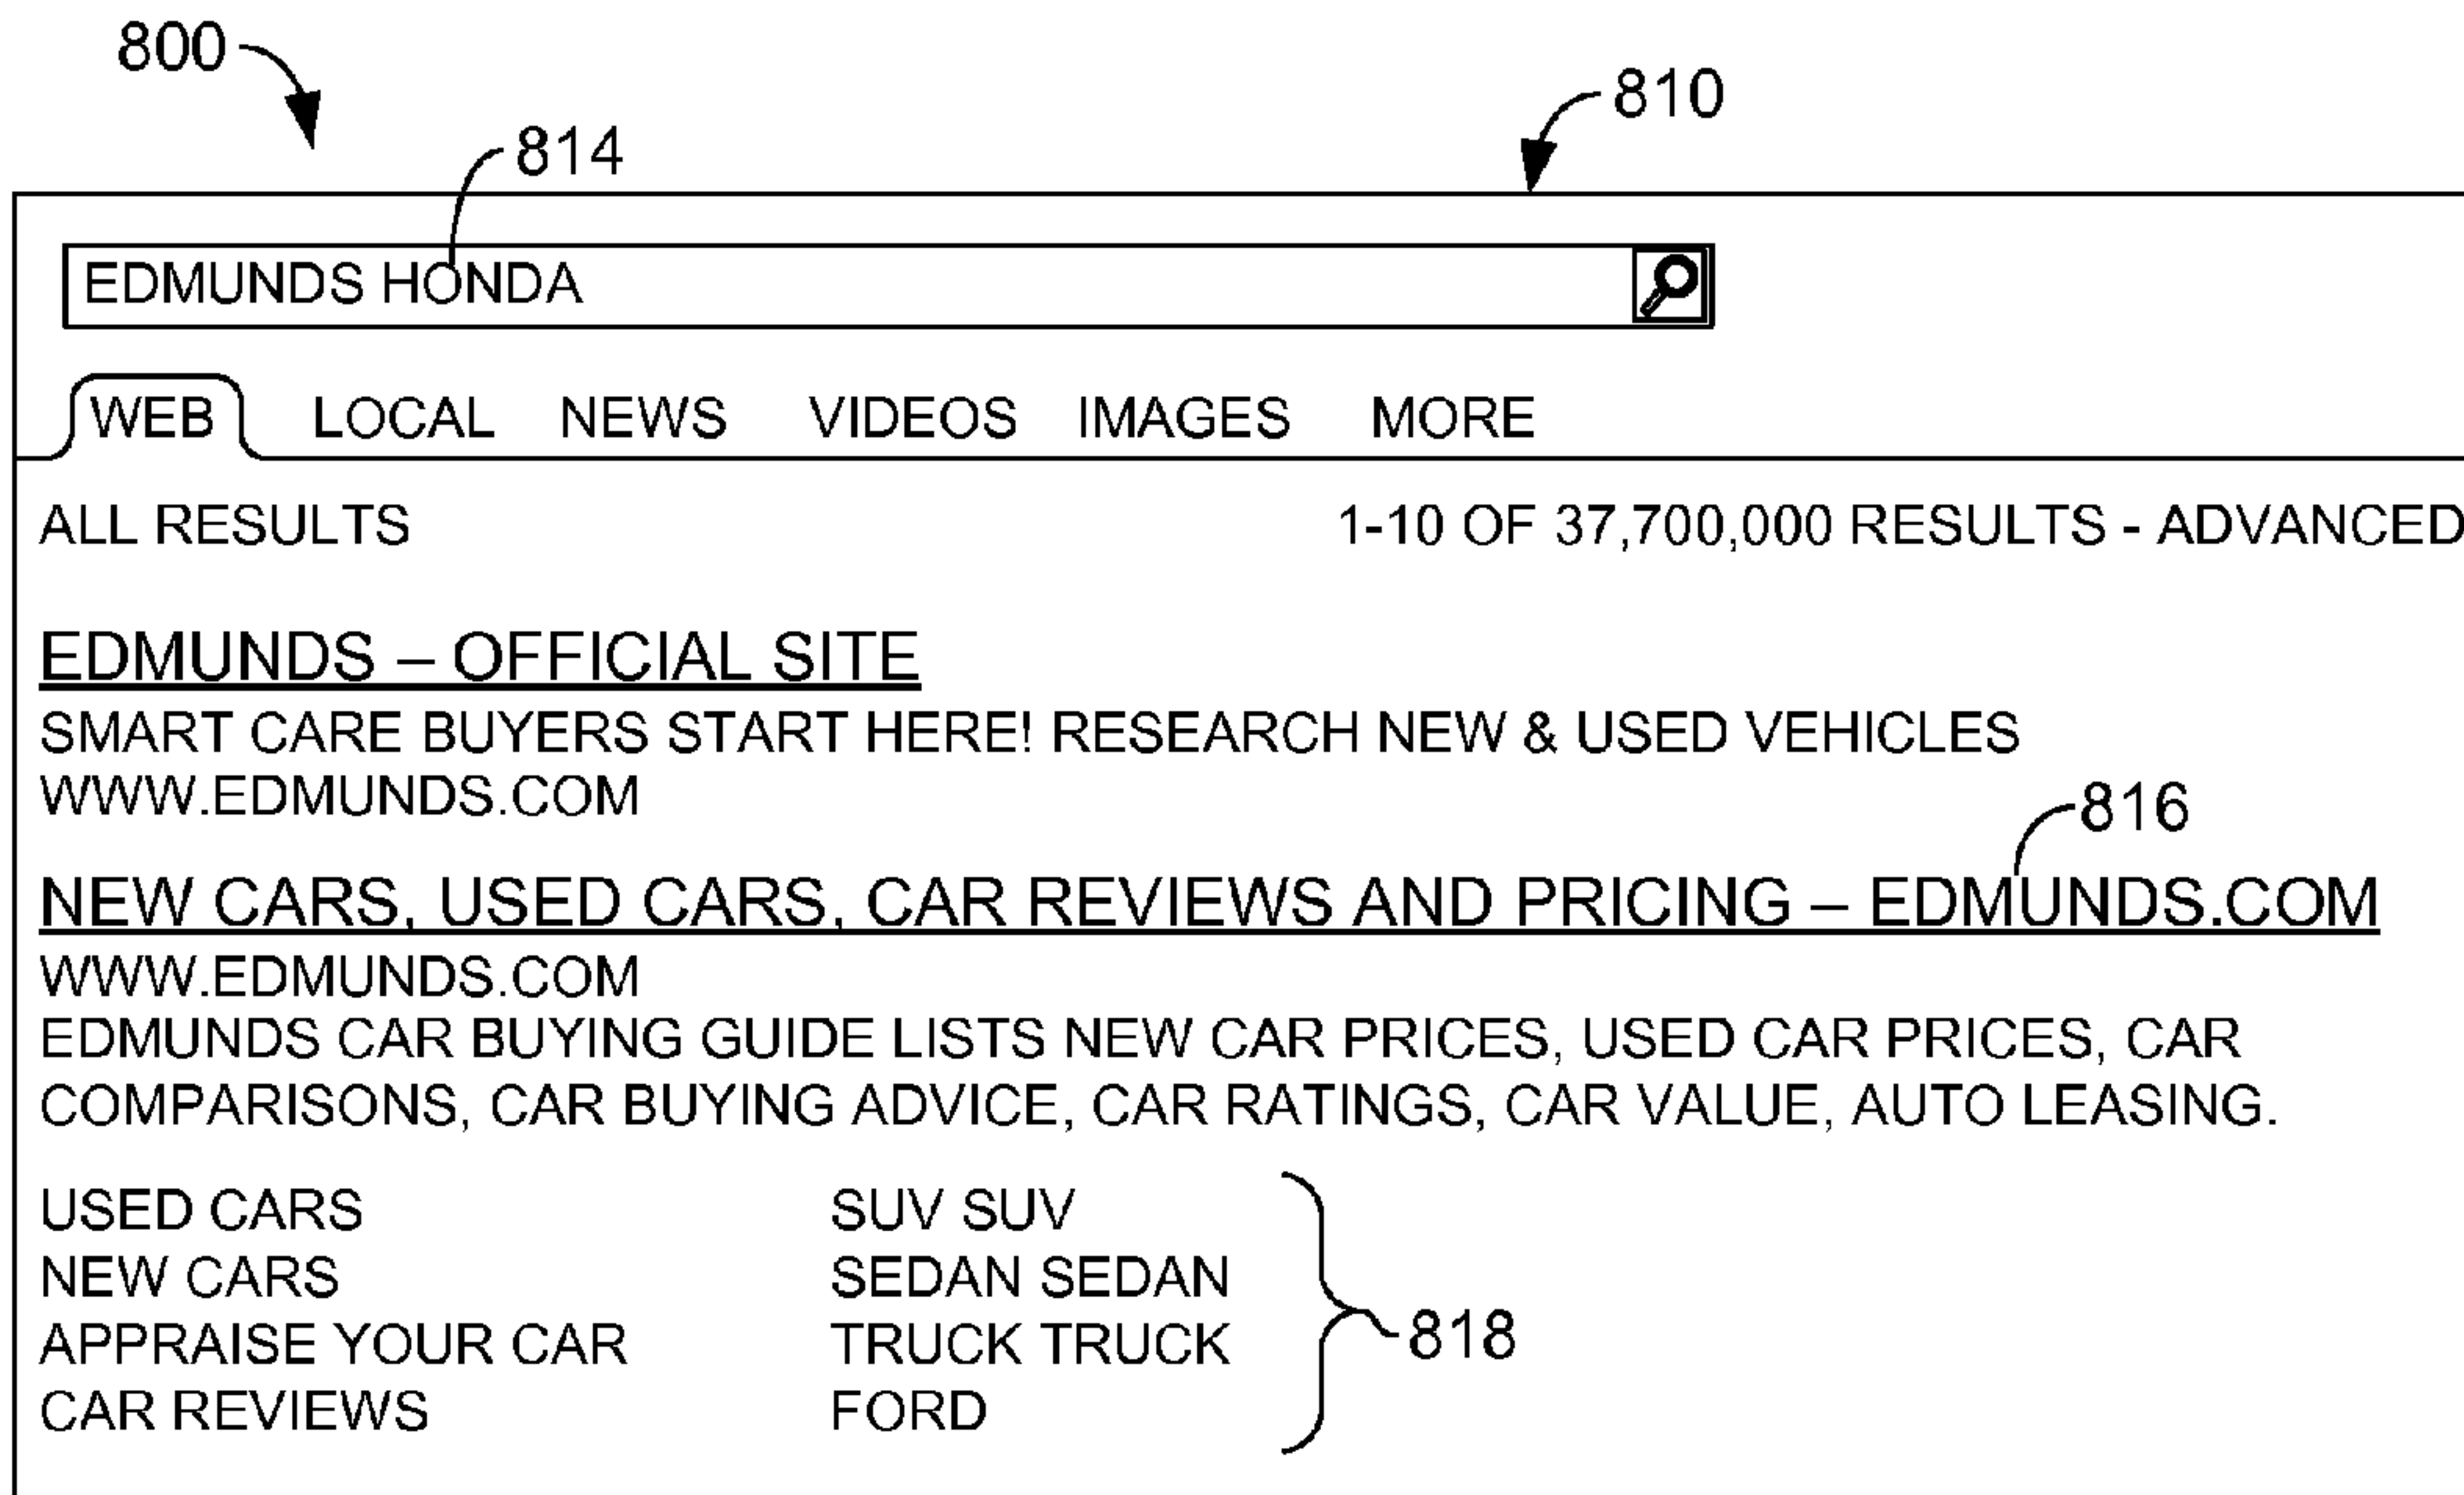 800
810
814
EDMUNDS HONDA
WEB LOCAL NEWS VIDEOS IMAGES MORE
ALL RESULTS 1-10 OF 37,700,000 RESULTS - ADVANCED
EDMUNDS – OFFICIAL SITE
SMART CARE BUYERS START HERE! RESEARCH NEW & USED VEHICLES
WWW.EDMUNDS.COM
816
NEW CARS, USED CARS, CAR REVIEWS AND PRICING – EDMUNDS.COM
WWW.EDMUNDS.COM
EDMUNDS CAR BUYING GUIDE LISTS NEW CAR PRICES, USED CAR PRICES, CAR
COMPARISONS, CAR BUYING ADVICE, CAR RATINGS, CAR VALUE, AUTO LEASING.
USED CARS SUV SUV
NEW CARS SEDAN SEDAN
APPRAISE YOUR CAR TRUCK TRUCK
818
CAR REVIEWS FORD